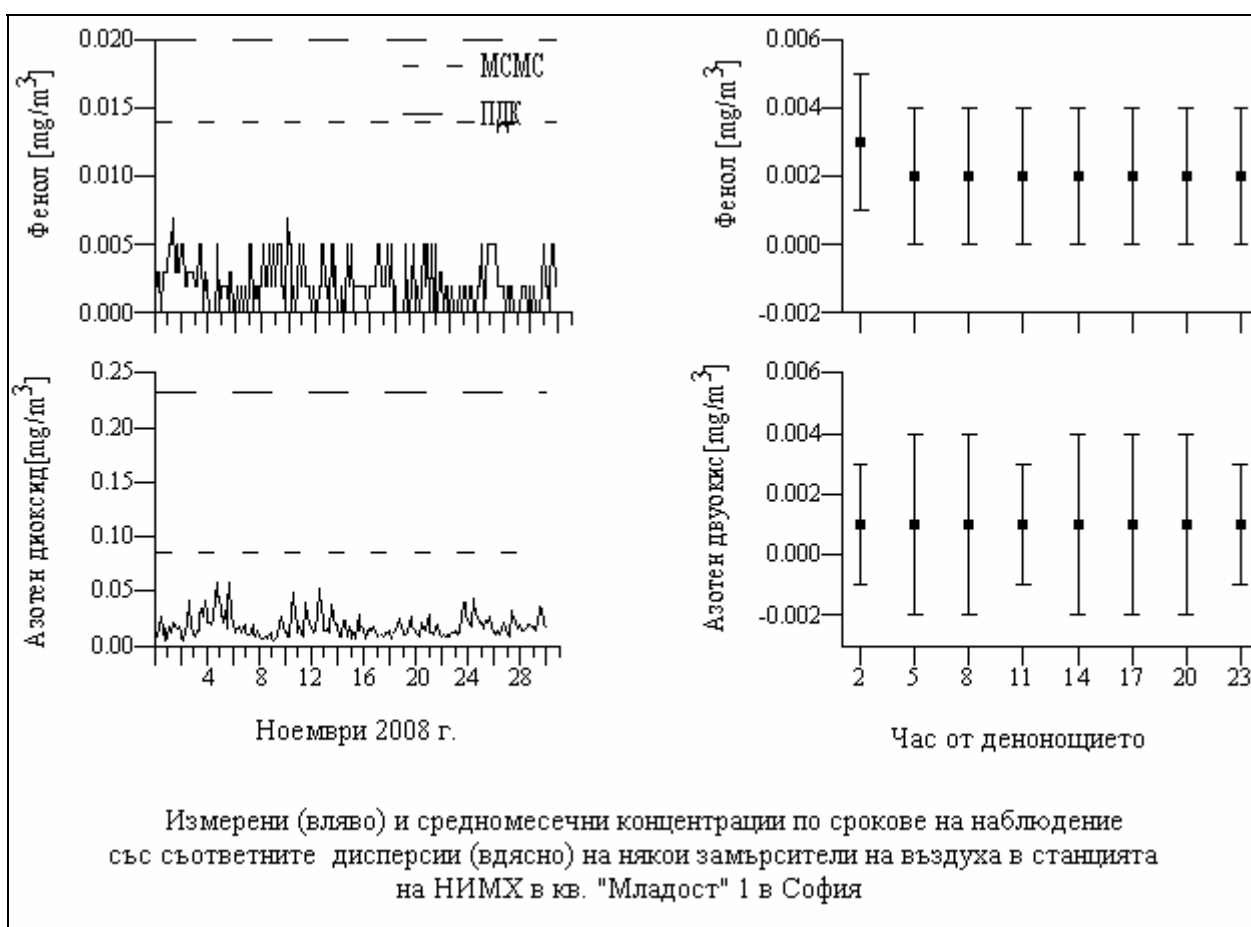 0.020
0.015
0.010
0.005
0.000
Фенол [mg/m³]
МСМС
ПДК
0.006
0.004
0.002
0.000
-0.002
Фенол [mg/m³]
0.25
0.20
0.15
0.10
0.05
0.00
Азотен диоксид[mg/m³]
4 8 12 16 20 24 28
Ноември 2008 г.
0.006
0.004
0.002
0.000
-0.002
Азотен двуокис[mg/m³]
2 5 8 11 14 17 20 23
Час от денонощието
Измерени (вляво) и средномесечни концентрации по срокове на наблюдение
със съответните дисперсии (вдясно) на някои замърсители на въздуха в станцията
на НИМХ в кв. "Младост" 1 в София